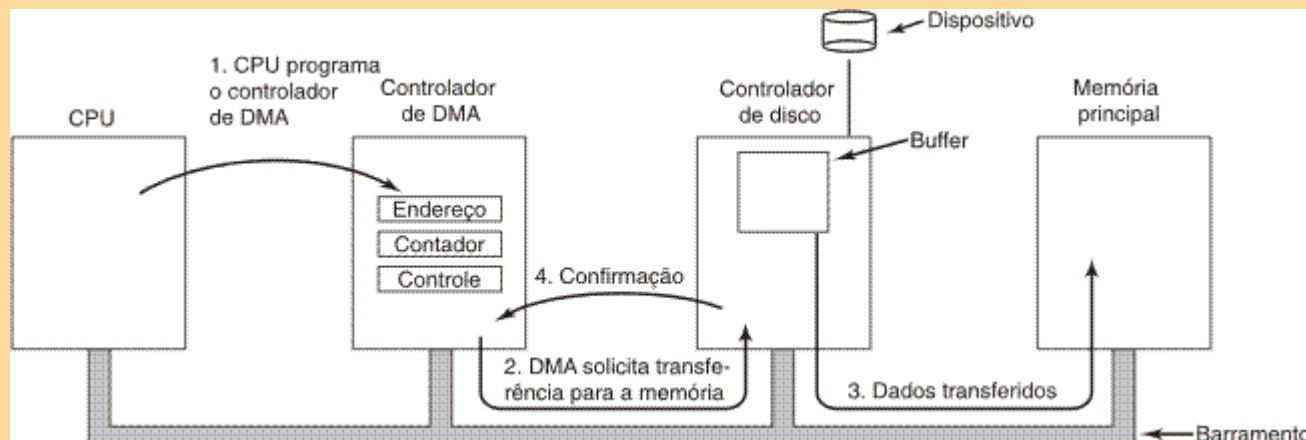 Dispositivo
1. CPU programa
o controlador
de DMA
CPU
Controlador
de DMA
Controlador
de disco
Memória
principal
Buffer
Endereço
Contador
Controle
4. Confirmação
2. DMA solicita transfe-
rência para a memória
3. Dados transferidos
Barramento